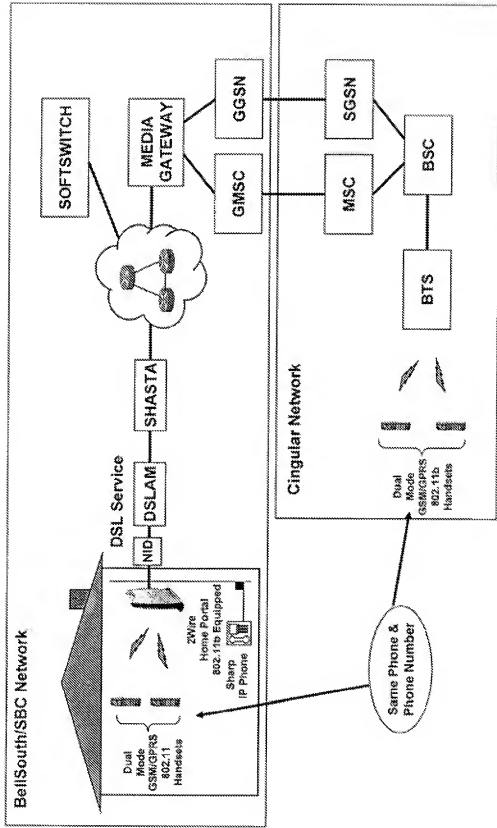 BellSouth/SBC Network
SOFTSWITCH
DSL Service
NID
DSLAM
SHASTA
MEDIA
GATEWAY
GMSC
GGSN
Dual
Mode
GSM/GPRS
802.11
Handsets
2Wire
Home Portal
802.11b Equipped
Sharp
IP Phone
Same Phone &
Phone Number
Cingular Network
MSC
SGSN
BTS
BSC
Dual
Mode
GSM/GPRS
802.11b
Handsets